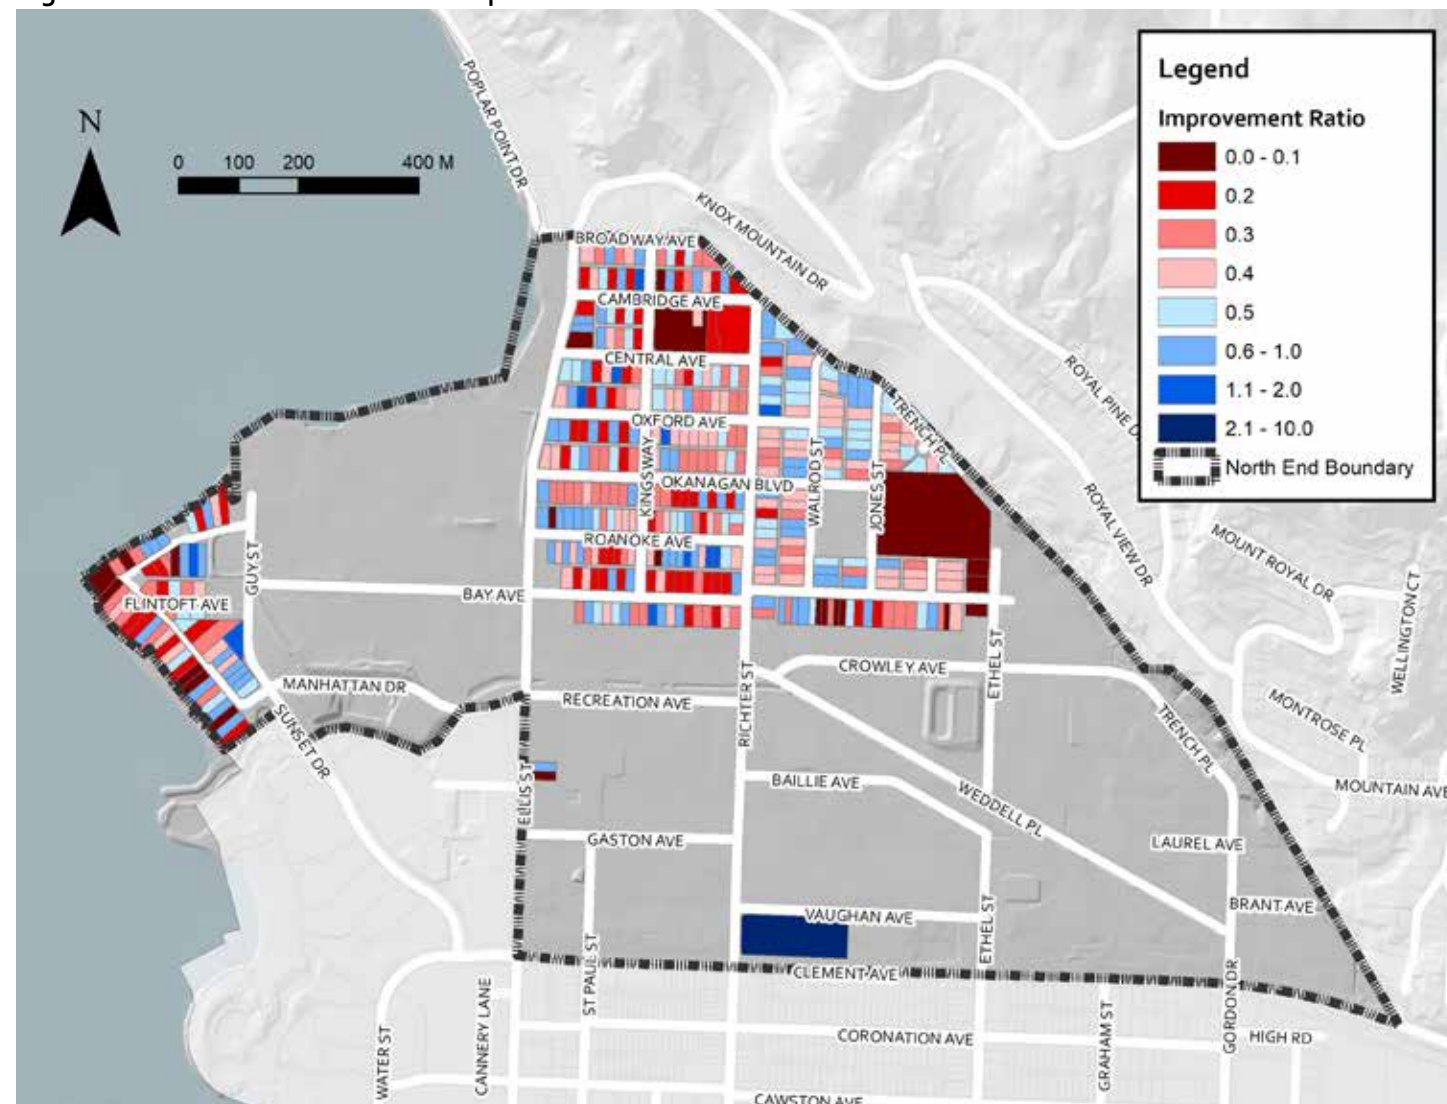 N
0 100 200 400 M
Legend
Improvement Ratio
0.0 - 0.1
0.2
0.3
0.4
0.5
0.6 - 1.0
1.1 - 2.0
2.1 - 10.0
North End Boundary
POPLAR POINT DR
KNOX MOUNTAIN DR
BROADWAY AVE
CAMBRIDGE AVE
CENTRAL AVE
OXFORD AVE
KINGSWAY
OKANAGAN BLVD
ROANOKE AVE
WALROD ST
JONES ST
TRENCH PL
ROYAL PINE D
ROYAL VIEW DR
MOUNT ROYAL DR
WELLINGTON CT
MONTROSE PL
MOUNTAIN AVE
GUY ST
FLINTOFT AVE
BAY AVE
MANHATTAN DR
SUNSET DR
RECREATION AVE
RICHTER ST
CROWLEY AVE
ETHEL ST
TRENCH PL
ELLIS ST
BAILLIE AVE
WEDDELL PL
GASTON AVE
LAUREL AVE
BRANT AVE
VAUGHAN AVE
ETHEL ST
ST PAUL ST
CLEMENT AVE
GORDON DR
WATER ST
CANNERY LANE
CORONATION AVE
GRAHAM ST
HIGH RD
CAWSTON AVE